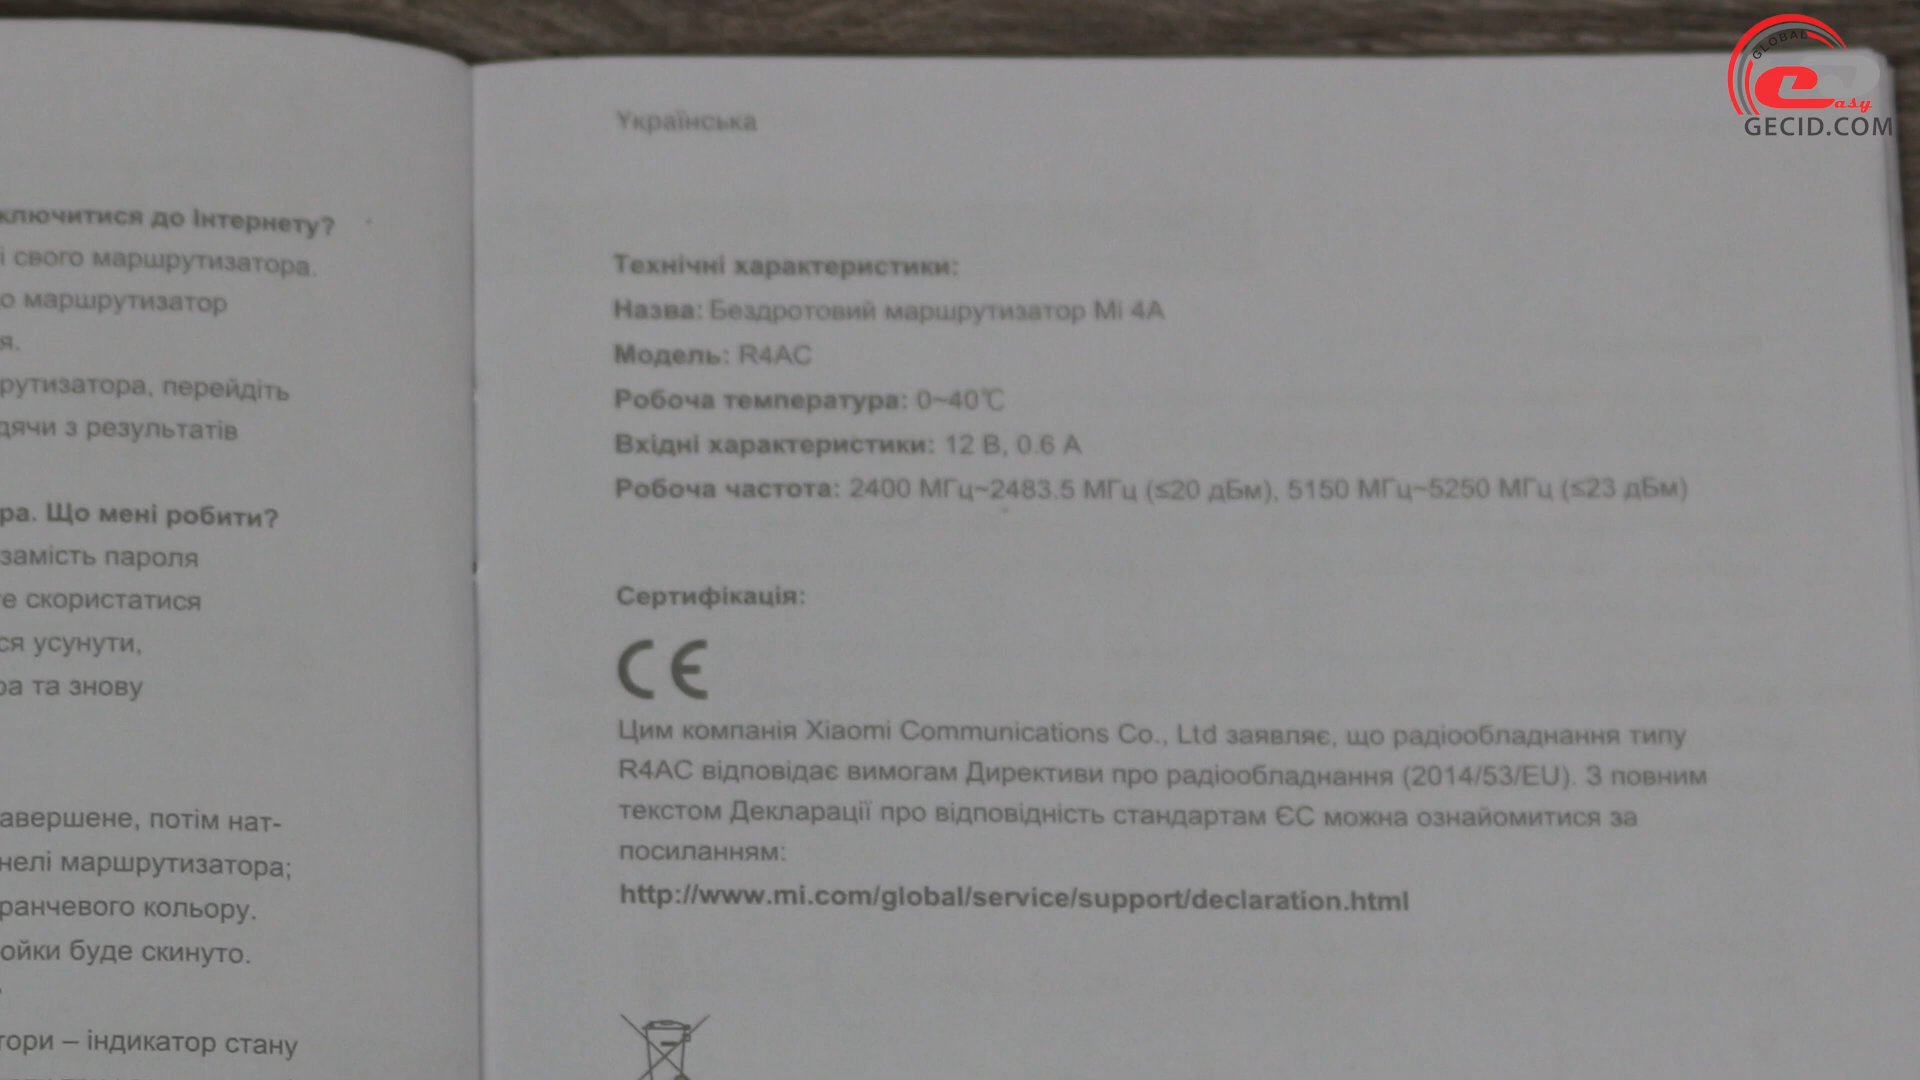 ключитися до Інтернету?
і свого маршрутизатора.
о маршрутизатор
я.
рутизатора, перейдіть
дячи з результатів
ра. Що мені робити?
замість пароля
те скористатися
ся усунути,
ра та знову
авершене, потім нат-
нелі маршрутизатора;
ранчевого кольору.
ойки буде скинуто.
тори – індикатор стану
Українська
Технічні характеристики:
Назва: Бездротовий маршрутизатор Mi 4A
Модель: R4AC
Робоча температура: 0~40℃
Вхідні характеристики: 12 В, 0.6 А
Робоча частота: 2400 МГц~2483.5 МГц (≤20 дБм), 5150 МГц~5250 МГц (≤23 дБм)
Сертифікація:
CE
Цим компанія Xiaomi Communications Co., Ltd заявляє, що радіообладнання типу
R4AC відповідає вимогам Директиви про радіообладнання (2014/53/EU). З повним
текстом Декларації про відповідність стандартам ЄС можна ознайомитися за
посиланням:
http://www.mi.com/global/service/support/declaration.html
GLOBAL
easy
GECID.COM